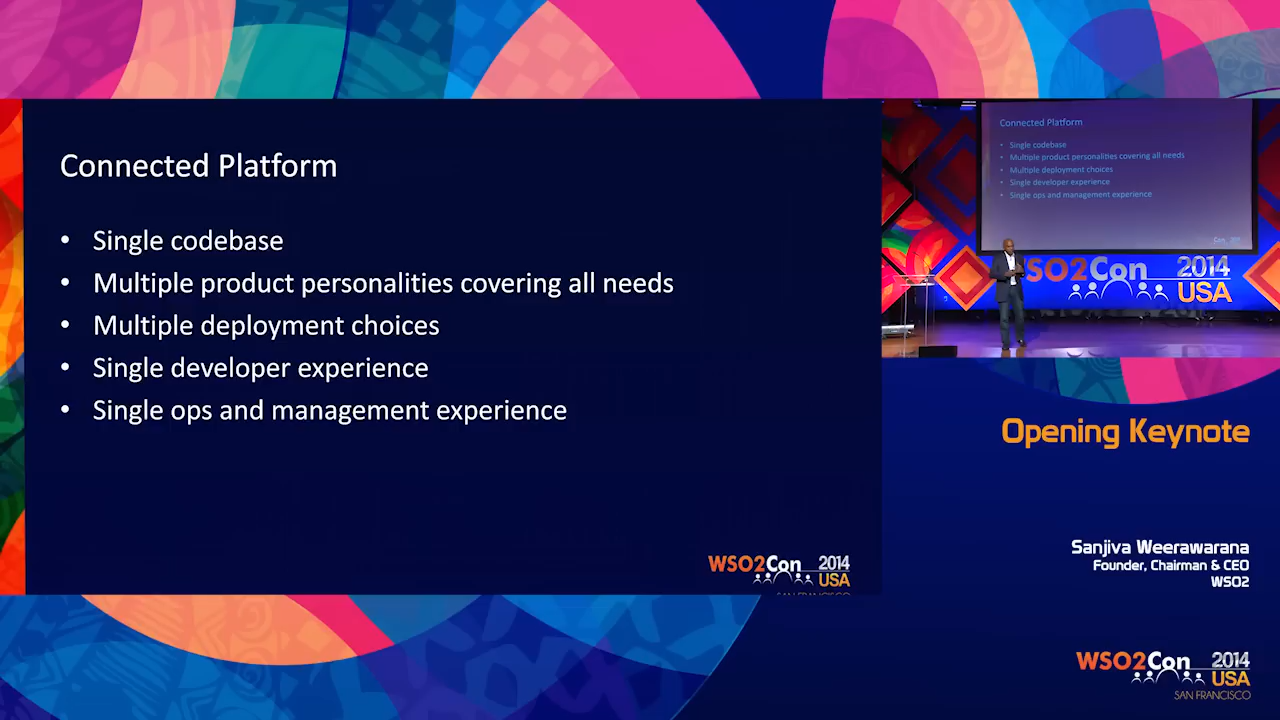 Connected Platform
• Single codebase
• Multiple product personalities covering all needs
• Multiple deployment choices
• Single developer experience
• Single ops and management experience
WSO2Con 2014
USA
SAN FRANCISCO
Connected Platform
• Single codebase
• Multiple product personalities covering all needs
• Multiple deployment choices
• Single developer experience
• Single ops and management experience
SO2Con 2014
USA
Opening Keynote
Sanjiva Weerawarana
Founder, Chairman & CEO
WSO2
WSO2Con 2014
USA
SAN FRANCISCO